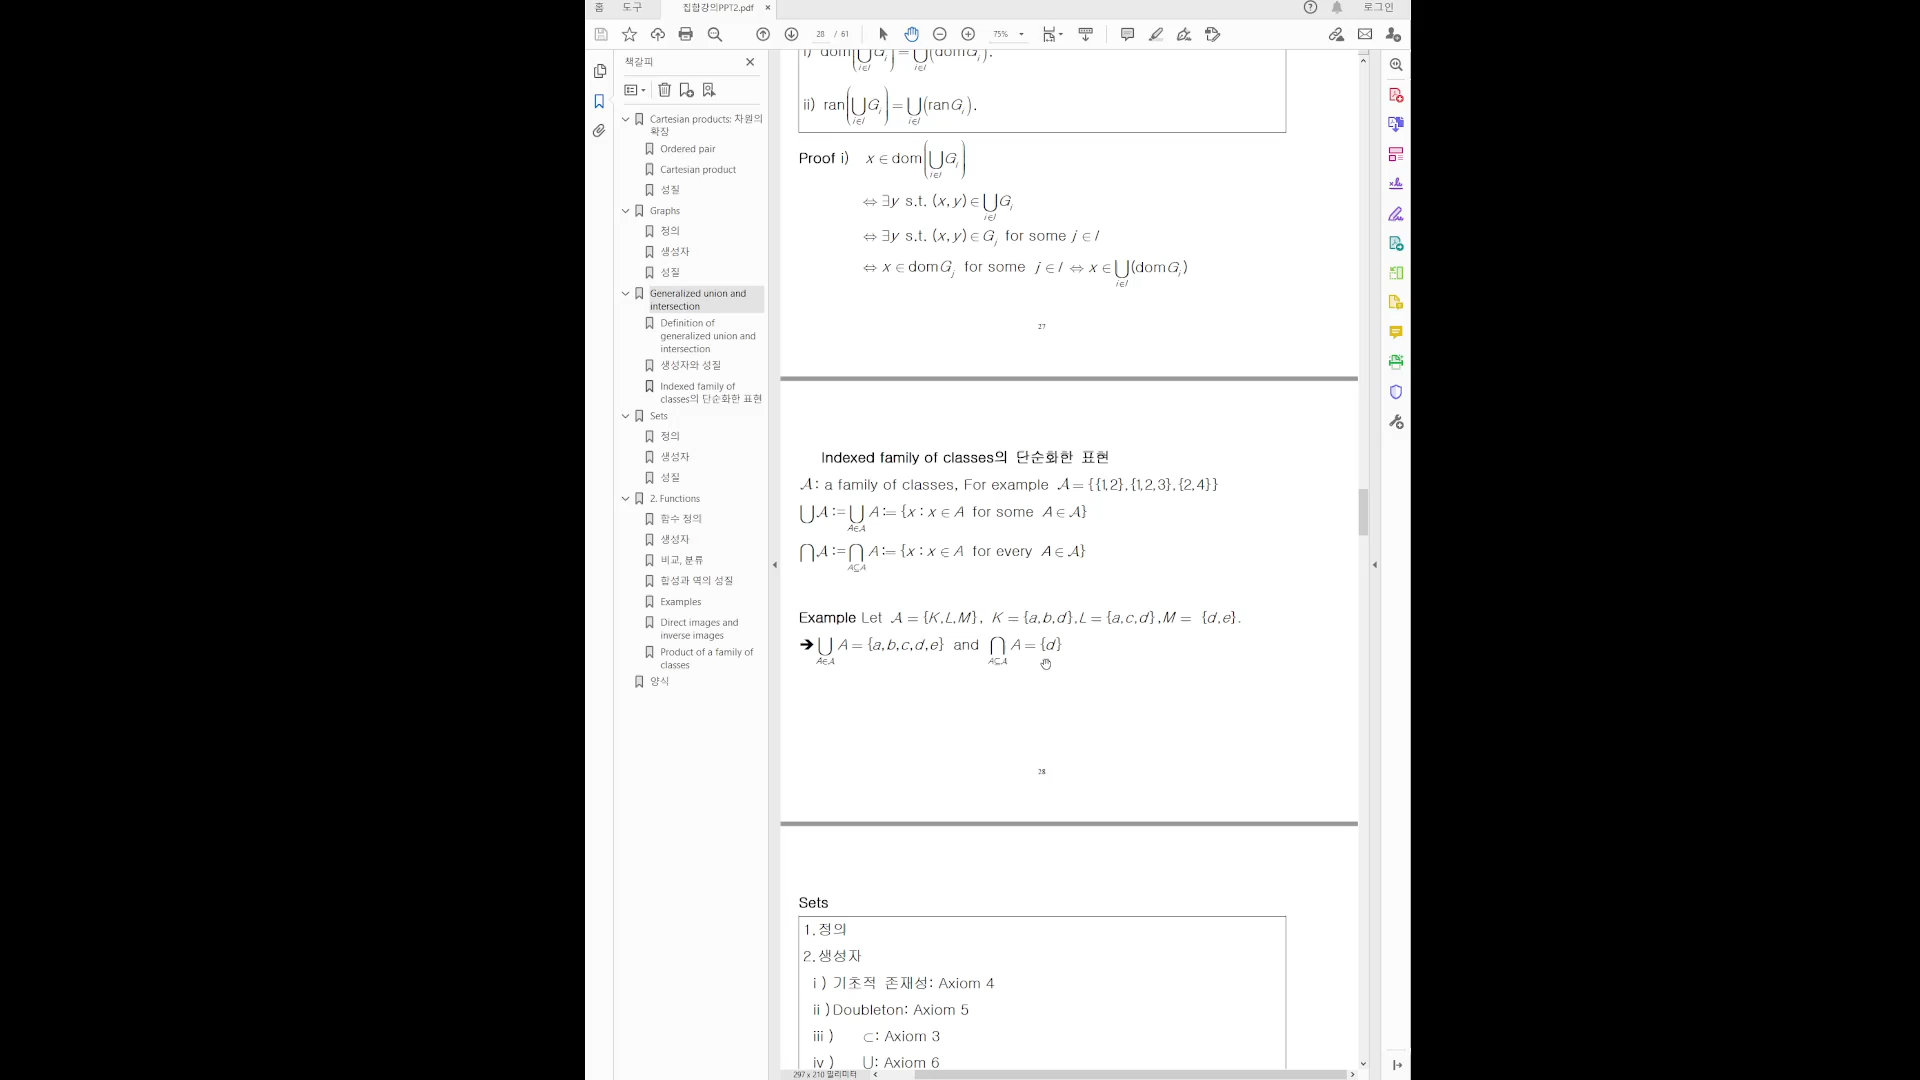 홈 도구 집합강의PPT2.pdf × 로그인
28 / 61 75%
책갈피
Cartesian products: 차원의
확장
Ordered pair
Cartesian product
성질
Graphs
정의
생성자
성질
Generalized union and
intersection
Definition of
generalized union and
intersection
생성자와 성질
Indexed family of
classes의 단순화한 표현
Sets
정의
생성자
성질
2. Functions
함수 정의
생성자
비교, 분류
합성과 역의 성질
Examples
Direct images and
inverse images
Product of a family of
classes
양식
i) dom(⋃_{i∈I} G_i) = ⋃_{i∈I}(dom G_i).
ii) ran(⋃_{i∈I} G_i) = ⋃_{i∈I}(ran G_i).
Proof i) x ∈ dom(⋃_{i∈I} G_i)
⇔ ∃y s.t. (x, y) ∈ ⋃_{i∈I} G_i
⇔ ∃y s.t. (x, y) ∈ G_j for some j ∈ I
⇔ x ∈ dom G_j for some j ∈ I ⇔ x ∈ ⋃_{i∈I}(dom G_i)
27
Indexed family of classes의 단순화한 표현
𝒜: a family of classes, For example 𝒜 = {{1,2},{1,2,3},{2,4}}
⋃𝒜 := ⋃_{A∈𝒜} A := {x : x ∈ A for some A ∈ 𝒜}
⋂𝒜 := ⋂_{A⊆𝒜} A := {x : x ∈ A for every A ∈ 𝒜}
Example Let 𝒜 = {K,L,M}, K = {a,b,d}, L = {a,c,d}, M = {d,e}.
➔ ⋃_{A∈𝒜} A = {a,b,c,d,e} and ⋂_{A⊆𝒜} A = {d}
28
Sets
1. 정의
2. 생성자
i ) 기초적 존재성: Axiom 4
ii ) Doubleton: Axiom 5
iii ) ⊂: Axiom 3
iv ) ⋃: Axiom 6
297 x 210 밀리미터